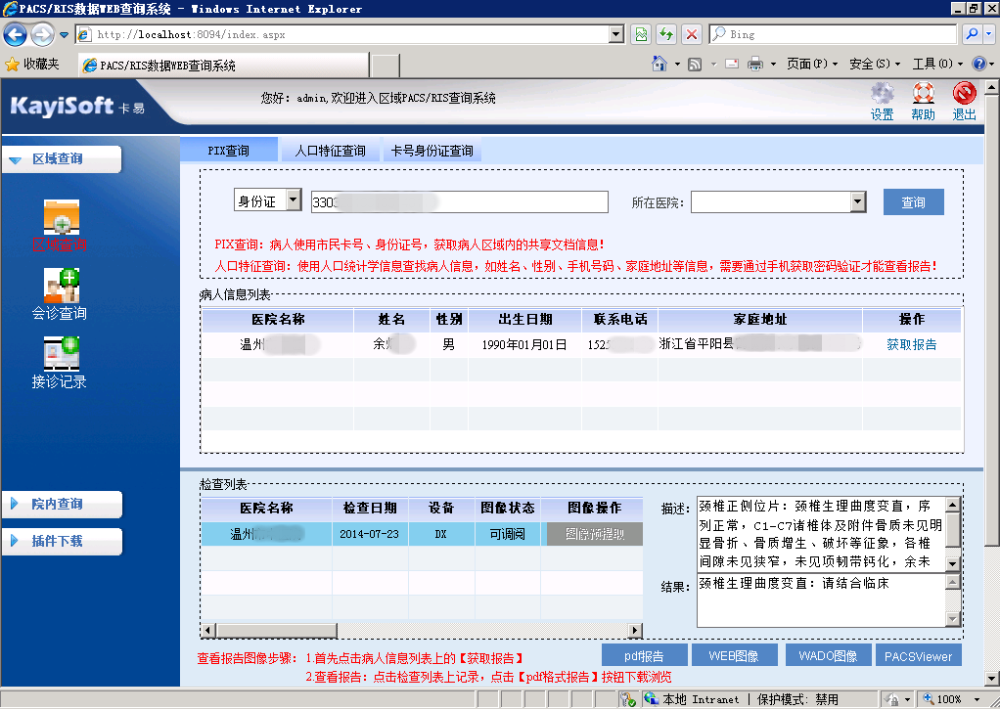 PACS/RIS数据WEB查询系统 - Windows Internet Explorer
http://localhost:8094/index.aspx
Bing
收藏夹
PACS/RIS数据WEB查询系统
页面(P)
安全(S)
工具(O)
KayiSoft 卡易
您好: admin,欢迎进入区域PACS/RIS查询系统
设置
帮助
退出
区域查询
PIX查询
人口特征查询
卡号身份证查询
身份证
3303
所在医院:
查询
PIX查询: 病人使用市民卡号、身份证号, 获取病人区域内的共享文档信息!
人口特征查询: 使用人口统计学信息查找病人信息, 如姓名、性别、手机号码、家庭地址等信息, 需要通过手机获取密码验证才能查看报告!
会诊查询
接诊记录
病人信息列表
医院名称 姓名 性别 出生日期 联系电话 家庭地址 操作
温州 余 男 1990年01月01日 152 浙江省平阳县 获取报告
院内查询
插件下载
检查列表
医院名称 检查日期 设备 图像状态 图像操作
温州 2014-07-23 DX 可调阅 图像预提取
描述:
颈椎正侧位片: 颈椎生理曲度变直, 序
列正常, C1-C7诸椎体及附件骨质未见明
显骨折、骨质增生、破坏等征象, 各椎
间隙未见狭窄, 未见项韧带钙化, 余未
结果:
颈椎生理曲度变直: 请结合临床
查看报告图像步骤: 1.首先点击病人信息列表上的【获取报告】
2.查看报告: 点击检查列表上记录, 点击【pdf格式报告】按钮下载浏览
pdf报告
WEB图像
WADO图像
PACSViewer
本地 Intranet | 保护模式: 禁用
100%